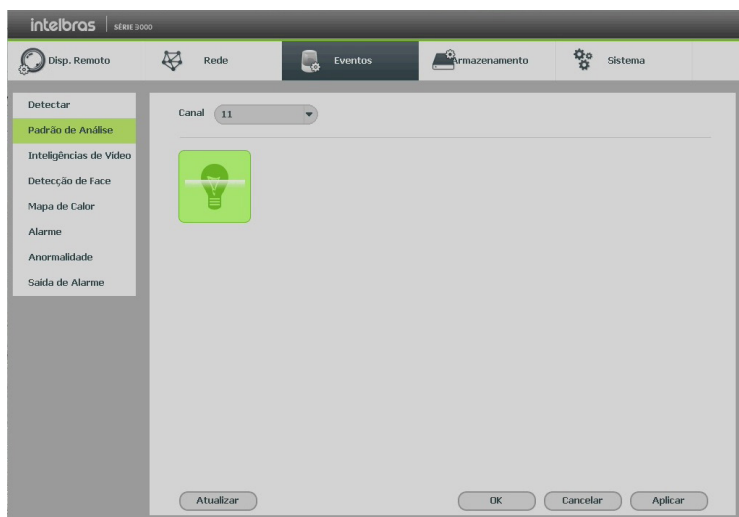 intelbras SÉRIE 3000
Disp. Remoto Rede Eventos Armazenamento Sistema
Detectar
Padrão de Análise
Inteligências de Vídeo
Detecção de Face
Mapa de Calor
Alarme
Anormalidade
Saída de Alarme
Canal 11
Atualizar OK Cancelar Aplicar